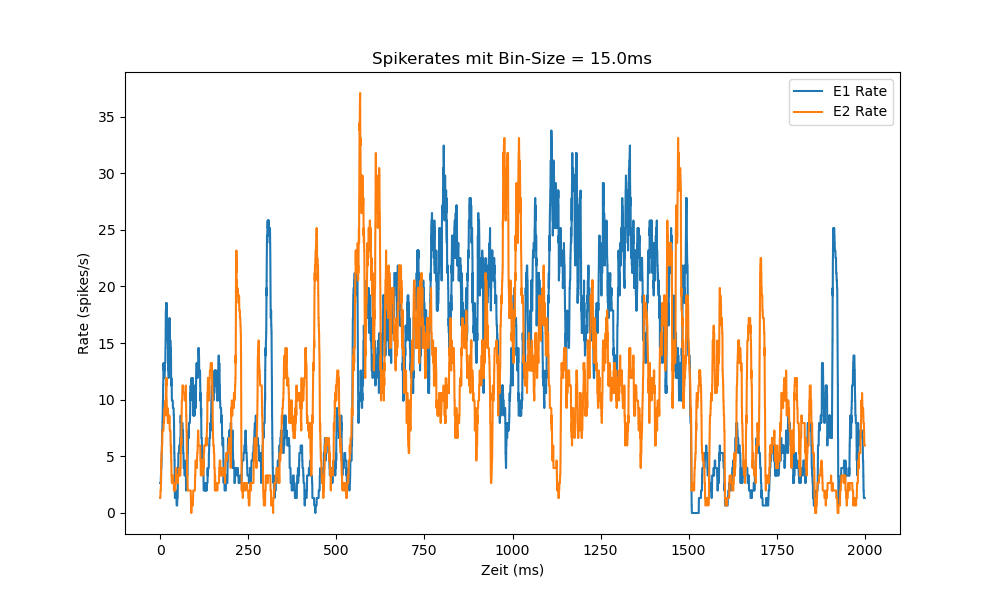 Spikerates mit Bin-Size = 15.0ms
E1 Rate
E2 Rate
Rate (spikes/s)
35
30
25
20
15
10
5
0
0 250 500 750 1000 1250 1500 1750 2000
Zeit (ms)